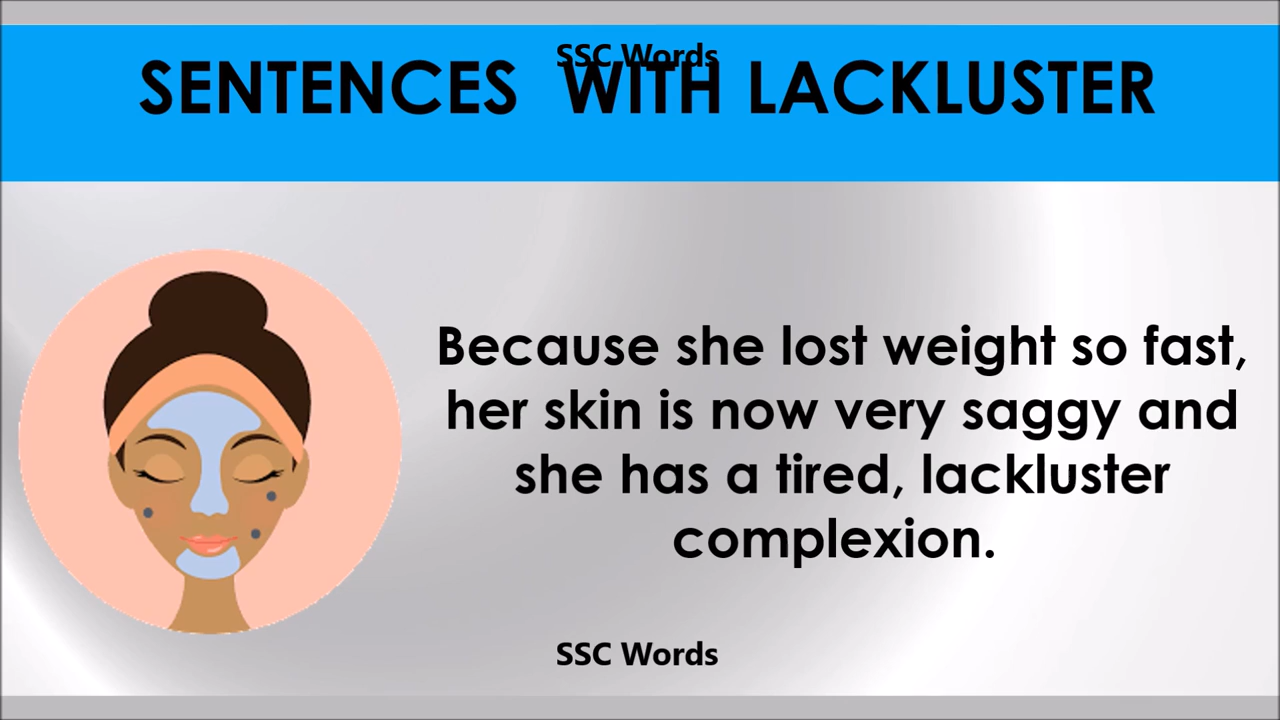 SSC Words
SENTENCES WITH LACKLUSTER
Because she lost weight so fast,
her skin is now very saggy and
she has a tired, lackluster
complexion.
SSC Words